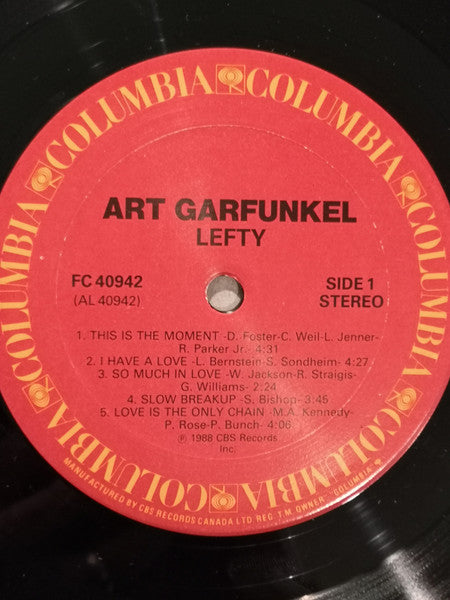 COLUMBIA COLUMBIA COLUMBIA COLUMBIA COLUMBIA COLUMBIA
ART GARFUNKEL
LEFTY
FC 40942
(AL 40942)
SIDE 1
STEREO
1. THIS IS THE MOMENT -D. Foster-C. Weil-L. Jenner-
R. Parker Jr.- 4:31
2. I HAVE A LOVE -L. Bernstein-S. Sondheim- 4:27
3. SO MUCH IN LOVE -W. Jackson-R. Straigis-
G. Williams- 2:24
4. SLOW BREAKUP -S. Bishop- 3:45
5. LOVE IS THE ONLY CHAIN -M.A. Kennedy-
P. Rose-P. Bunch- 4:06
℗ 1988 CBS Records
Inc.
MANUFACTURED BY CBS RECORDS CANADA LTD REG. T.M. OWNER "COLUMBIA"